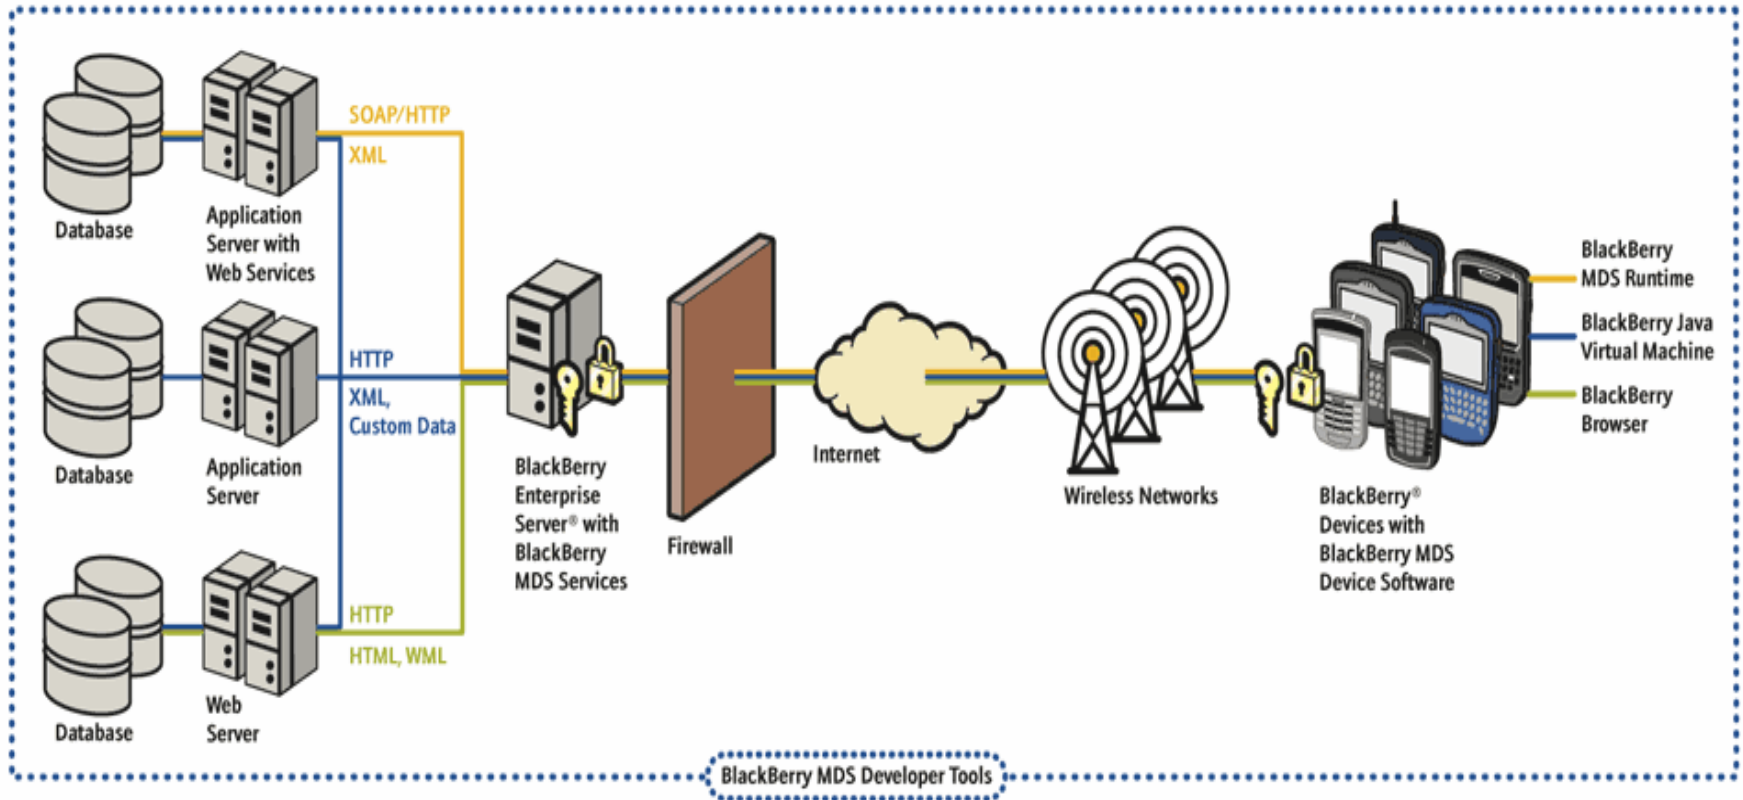 SOAP/HTTP
XML
Database
Application
Server with
Web Services
HTTP
XML,
Custom Data
Database
Application
Server
HTTP
HTML, WML
Database
Web
Server
BlackBerry
Enterprise
Server® with
BlackBerry
MDS Services
Firewall
Internet
Wireless Networks
BlackBerry®
Devices with
BlackBerry MDS
Device Software
BlackBerry
MDS Runtime
BlackBerry Java
Virtual Machine
BlackBerry
Browser
BlackBerry MDS Developer Tools